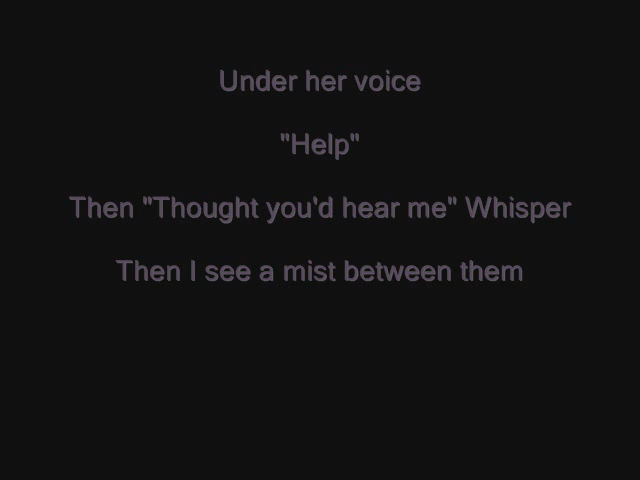 Under her voice
"Help"
Then "Thought you'd hear me" Whisper
Then I see a mist between them